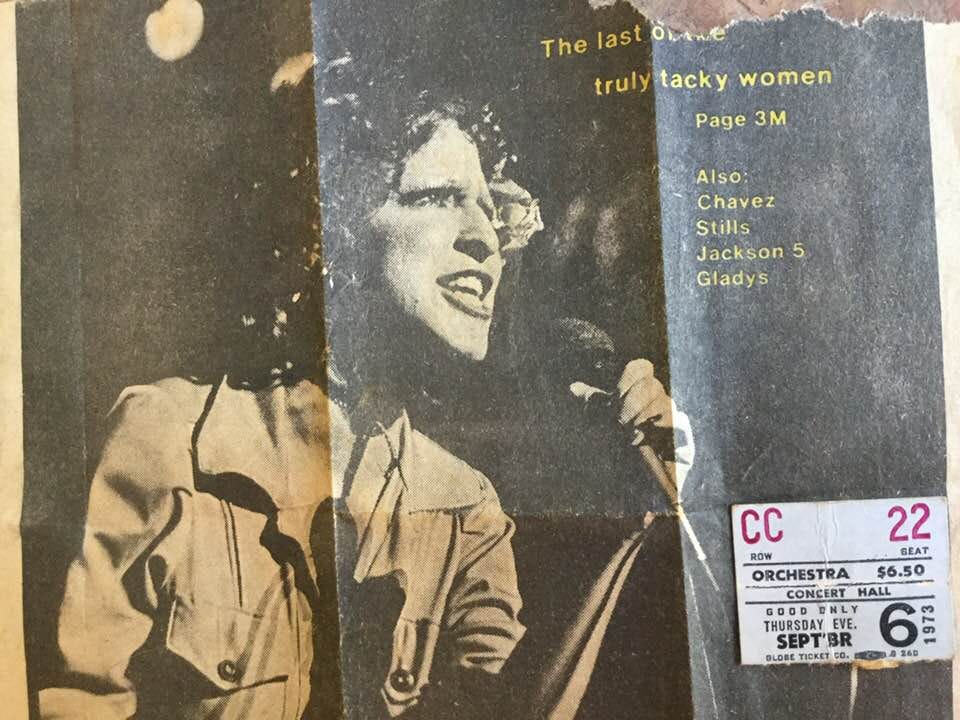 The last of the
truly tacky women
Page 3M
Also:
Chavez
Stills
Jackson 5
Gladys
CC 22
ROW SEAT
ORCHESTRA $6.50
CONCERT HALL
GOOD ONLY
THURSDAY EVE.
SEPT'BR 6 1973
GLOBE TICKET CO.